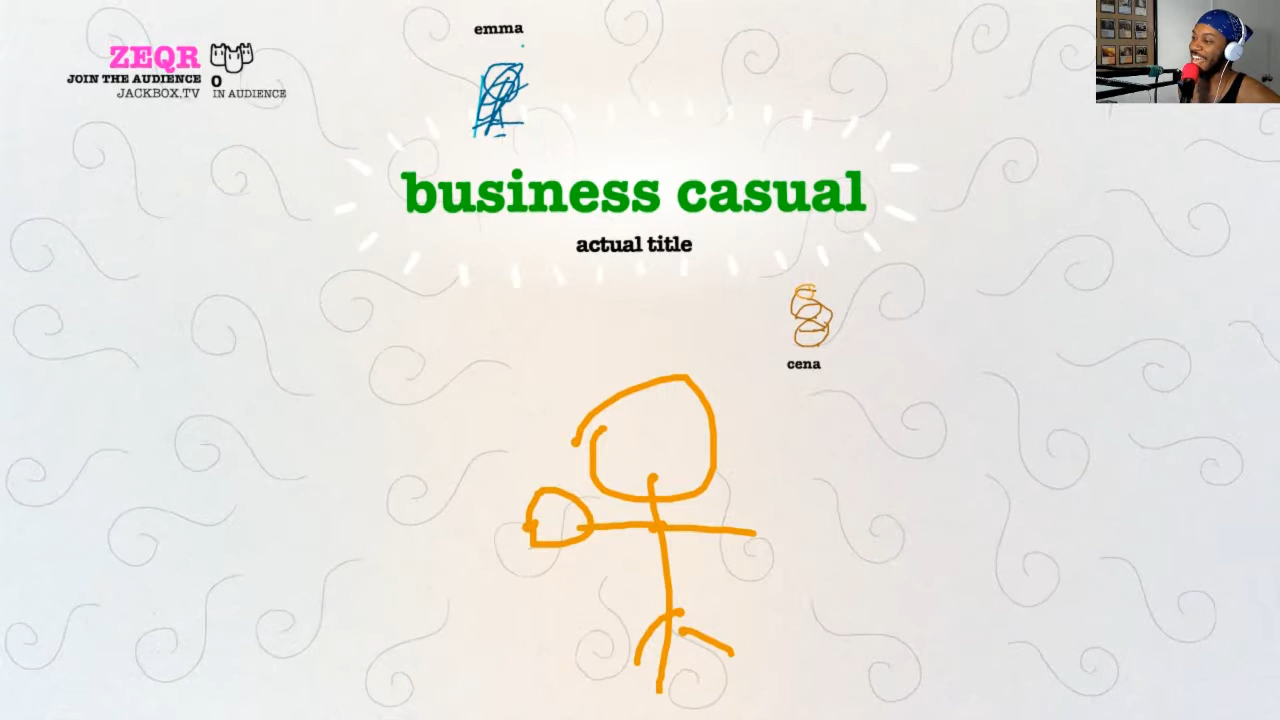 emma
ZEQR
JOIN THE AUDIENCE
JACKBOX.TV
0
IN AUDIENCE
business casual
actual title
cena